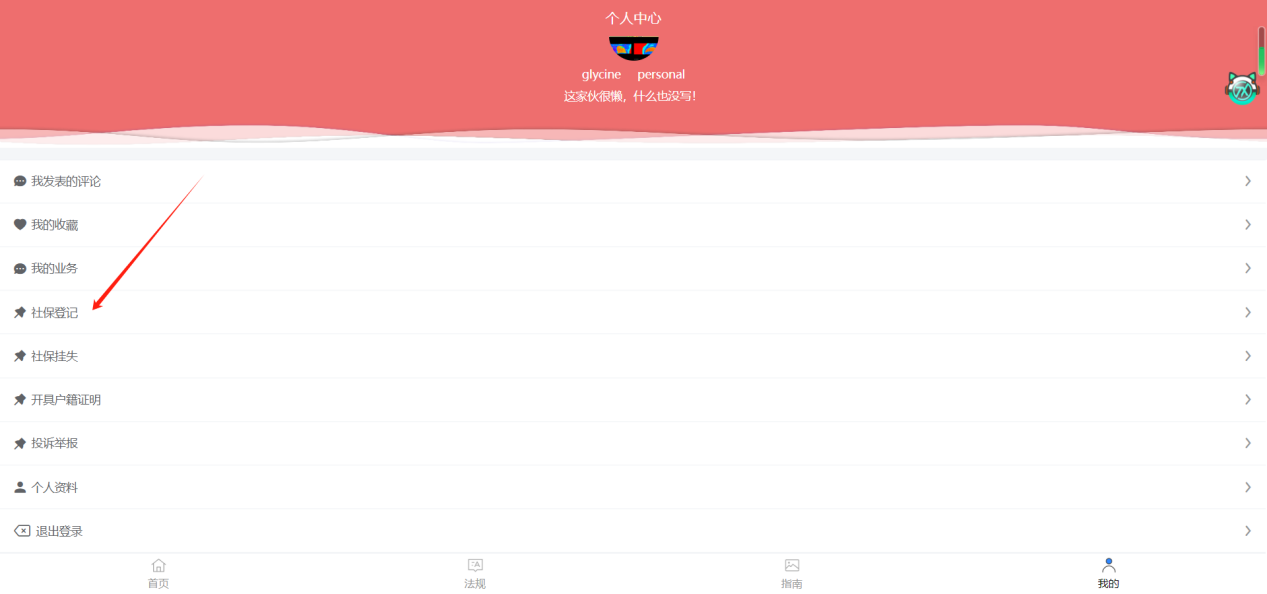 个人中心
glycine personal
这家伙很懒，什么也没写！
我发表的评论
我的收藏
我的业务
社保登记
社保挂失
开具户籍证明
投诉举报
个人资料
退出登录
首页 法规 指南 我的